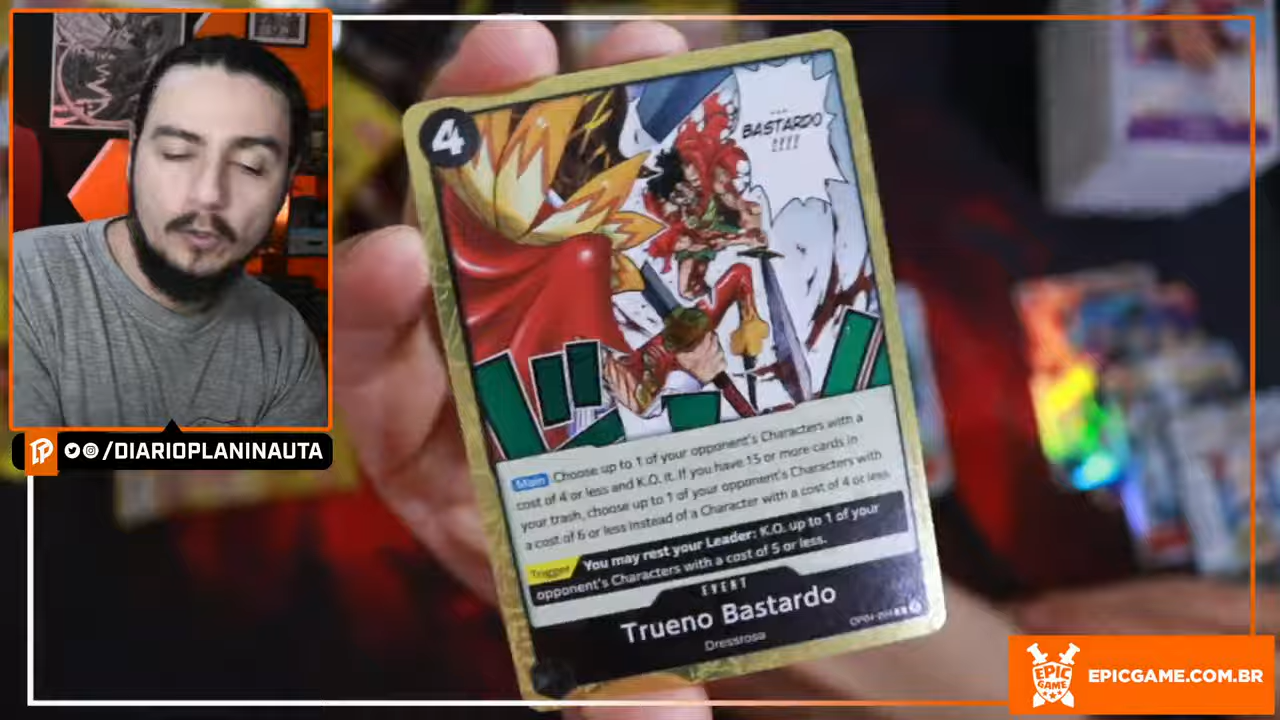 4
...
BASTARDO
!!!!
Main Choose up to 1 of your opponent's Characters with a
cost of 4 or less and K.O. it. If you have 15 or more cards in
your trash, choose up to 1 of your opponent's Characters with
a cost of 6 or less instead of a Character with a cost of 4 or less.
Trigger You may rest your Leader: K.O. up to 1 of your
opponent's Characters with a cost of 5 or less.
EVENT
Trueno Bastardo
Dressrosa
/DIARIOPLANINAUTA
EPIC
GAME
EPICGAME.COM.BR